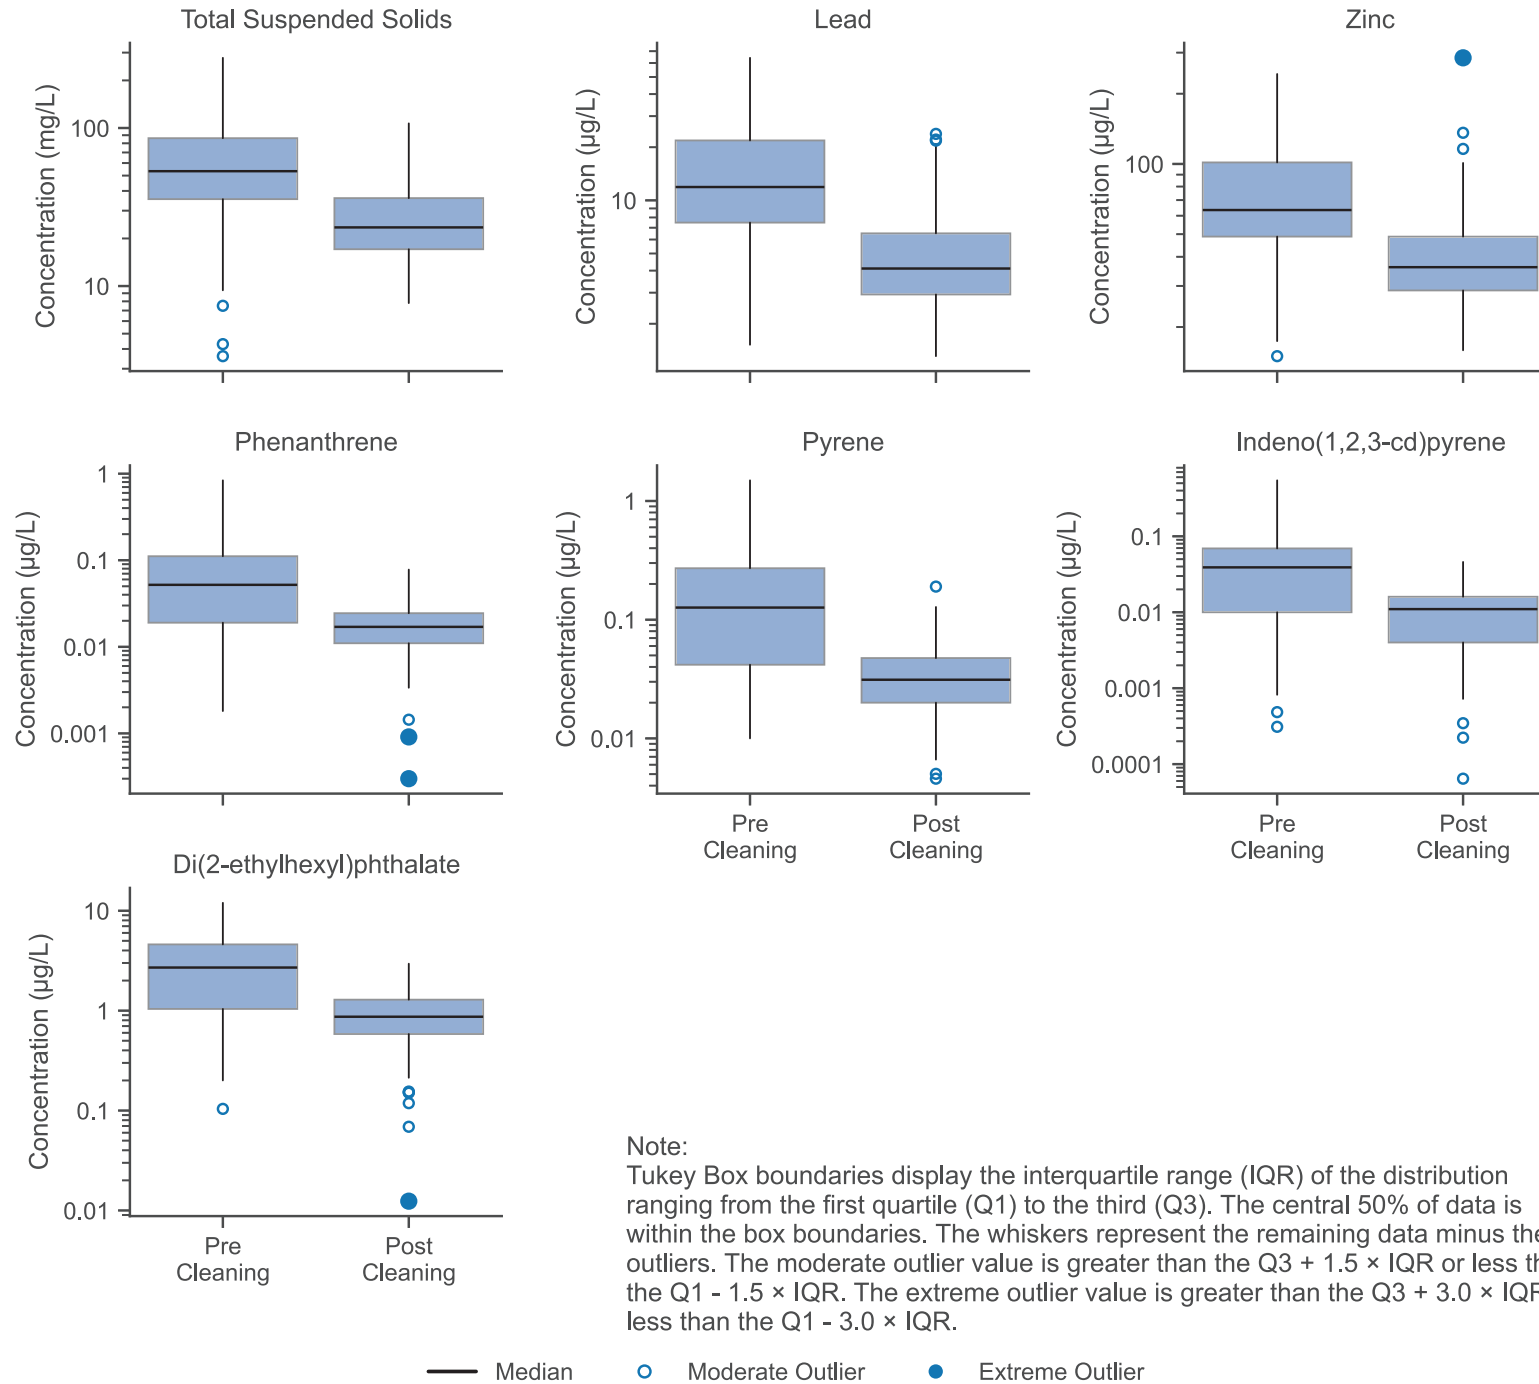 Total Suspended Solids
Concentration (mg/L)
100
10
Lead
Concentration (µg/L)
10
Zinc
Concentration (µg/L)
100
Phenanthrene
Concentration (µg/L)
1
0.1
0.01
0.001
Pyrene
Concentration (µg/L)
1
0.1
0.01
Pre
Cleaning
Post
Cleaning
Indeno(1,2,3-cd)pyrene
Concentration (µg/L)
0.1
0.01
0.001
0.0001
Pre
Cleaning
Post
Cleaning
Di(2-ethylhexyl)phthalate
Concentration (µg/L)
10
1
0.1
0.01
Pre
Cleaning
Post
Cleaning
Note:
Tukey Box boundaries display the interquartile range (IQR) of the distribution
ranging from the first quartile (Q1) to the third (Q3). The central 50% of data is
within the box boundaries. The whiskers represent the remaining data minus the
outliers. The moderate outlier value is greater than the Q3 + 1.5 × IQR or less th
the Q1 - 1.5 × IQR. The extreme outlier value is greater than the Q3 + 3.0 × IQR
less than the Q1 - 3.0 × IQR.
Median
Moderate Outlier
Extreme Outlier